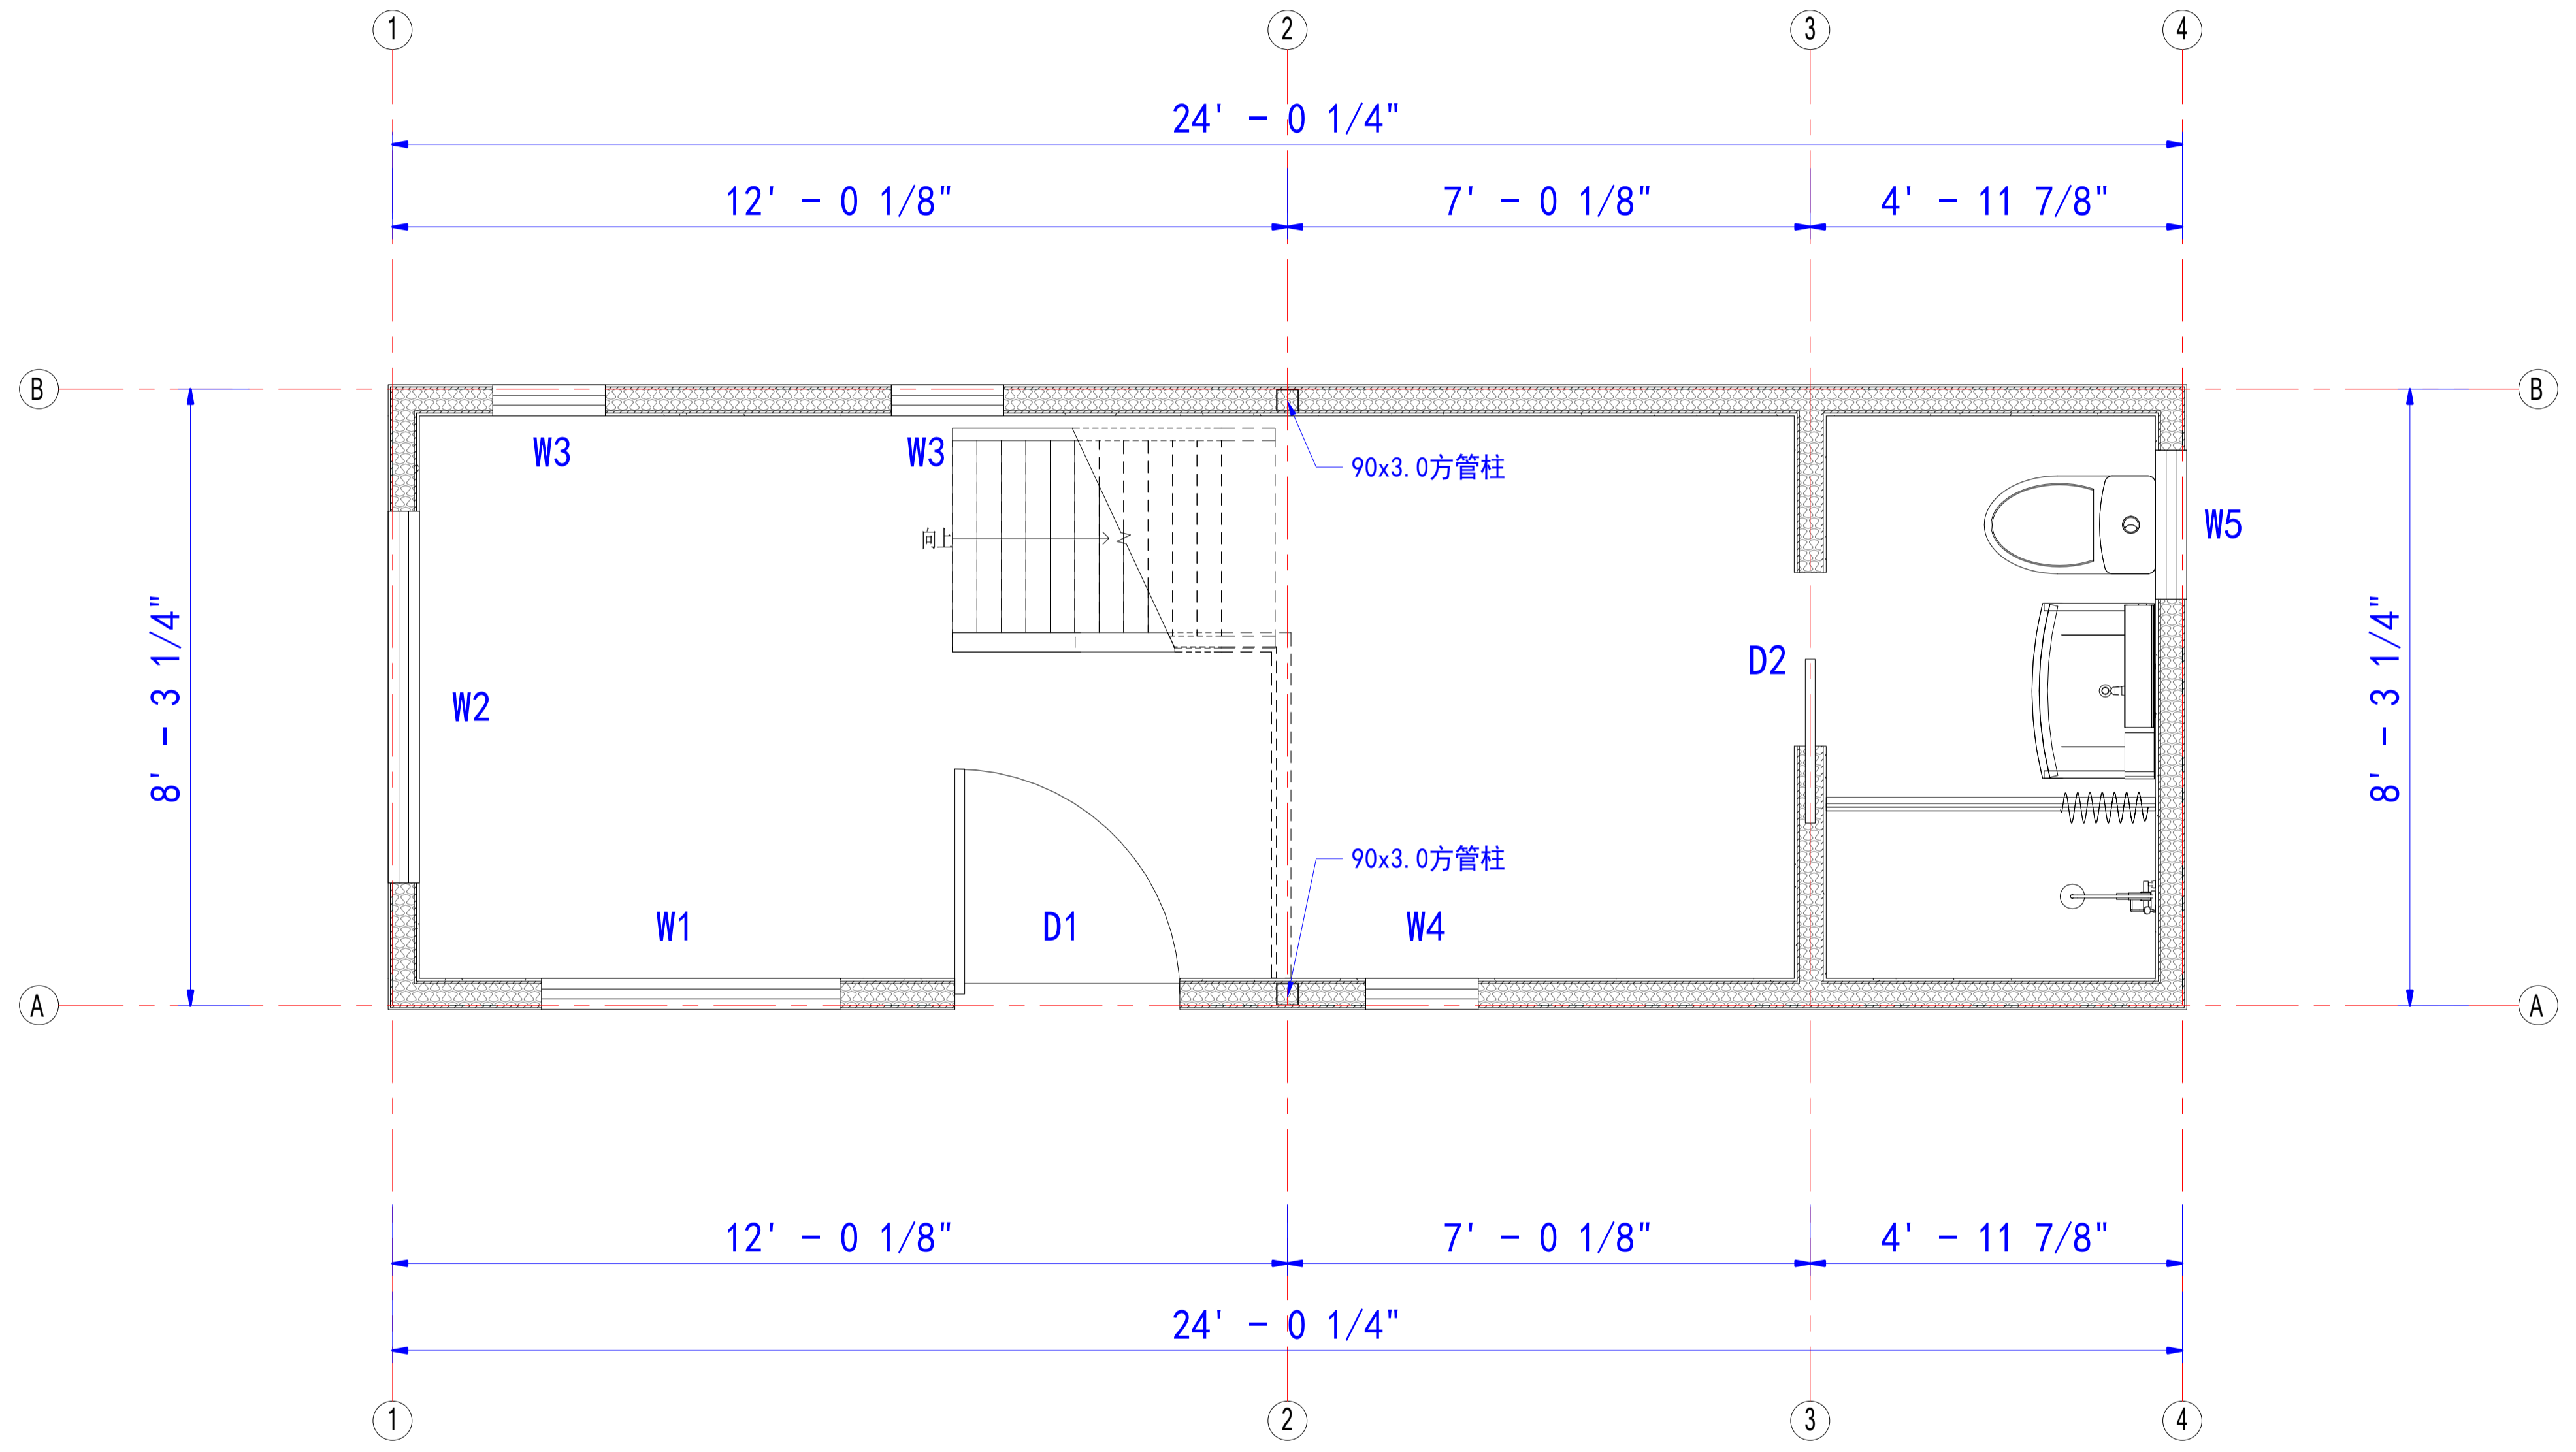 1 2 3 4
24' - 0 1/4"
12' - 0 1/8" 7' - 0 1/8" 4' - 11 7/8"
B B
W3 W3
90x3.0方管柱
向上
W5
D2
8' - 3 1/4" 8' - 3 1/4"
W2
90x3.0方管柱
W1 D1 W4
A A
12' - 0 1/8" 7' - 0 1/8" 4' - 11 7/8"
24' - 0 1/4"
1 2 3 4